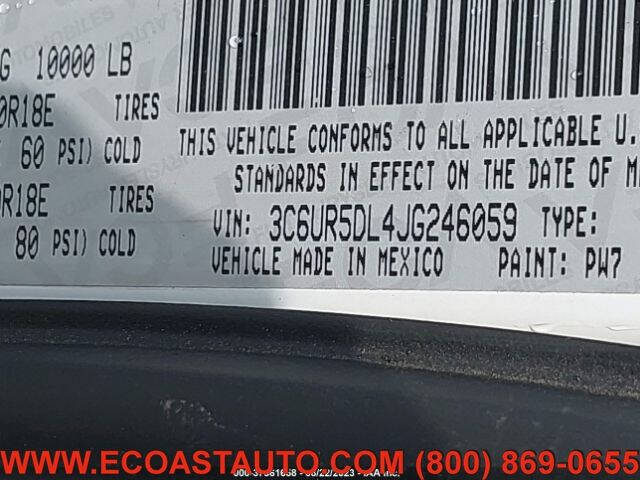 G 10000 LB
0R18E TIRES
60 PSI) COLD
0R18E TIRES
80 PSI) COLD
THIS VEHICLE CONFORMS TO ALL APPLICABLE U.
STANDARDS IN EFFECT ON THE DATE OF M
VIN: 3C6UR5DL4JG246059 TYPE:
VEHICLE MADE IN MEXICO PAINT: PW7
WWW.ECOASTAUTO.COM (800) 869-0655